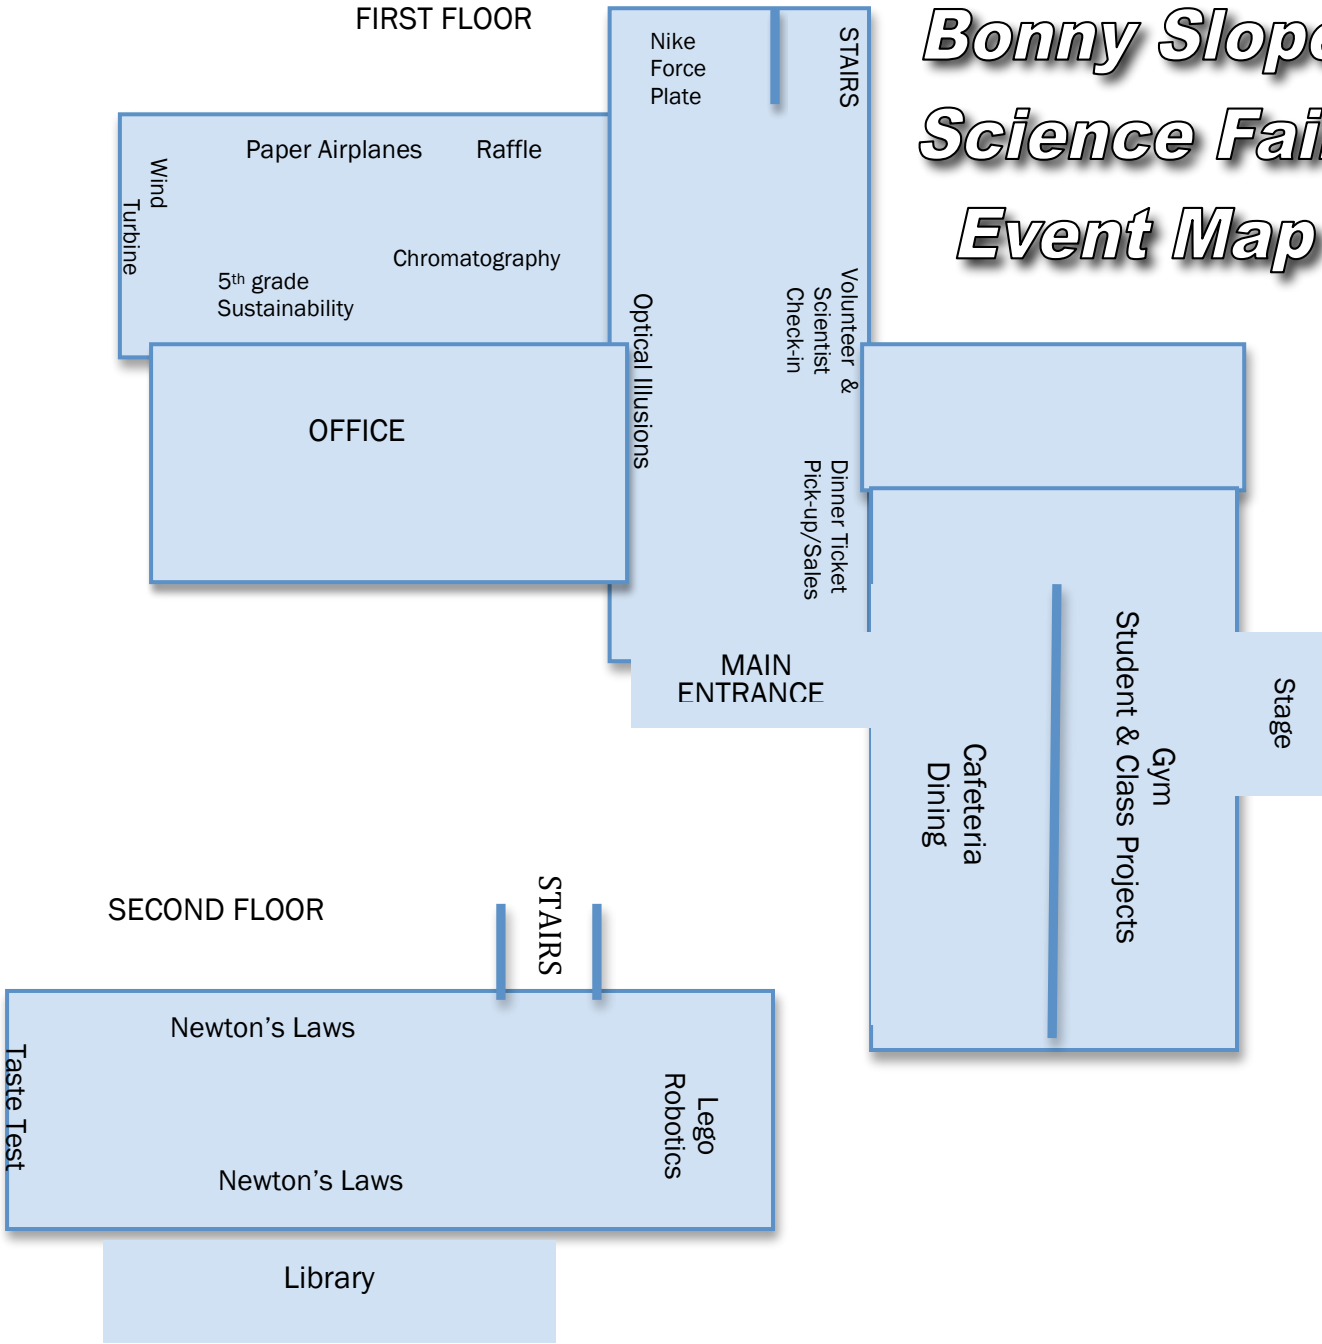 FIRST FLOOR
Bonny Slope
Science Fair
Event Map
Nike
Force
Plate
STAIRS
Paper Airplanes
Raffle
Wind
Turbine
Chromatography
5th grade
Sustainability
Optical Illusions
Volunteer &
Scientist
Check-in
OFFICE
Dinner Ticket
Pick-up/Sales
MAIN
ENTRANCE
Gym
Student & Class Projects
Stage
Cafeteria
Dining
SECOND FLOOR
STAIRS
Newton’s Laws
Taste Test
Lego
Robotics
Newton’s Laws
Library